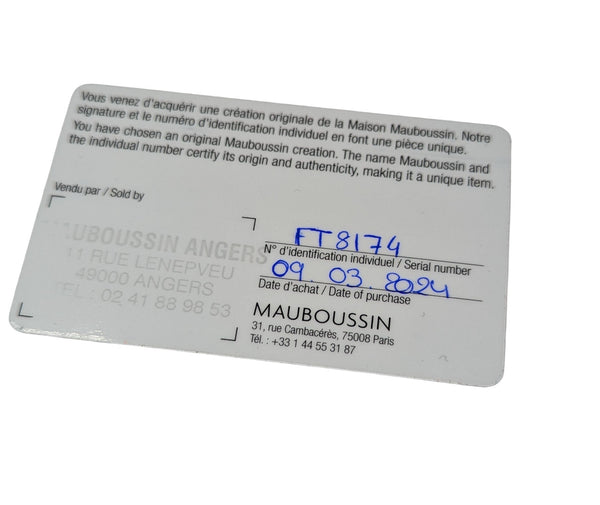 Vous venez d'acquérir une création originale de la Maison Mauboussin. Notre
signature et le numéro d'identification individuel en font une pièce unique.
You have chosen an original Mauboussin creation. The name Mauboussin and
the individual number certify its origin and authenticity, making it a unique item.
Vendu par / Sold by
MAUBOUSSIN ANGERS
11 RUE LENEPVEU
49000 ANGERS
TEL : 02 41 88 98 53
FT8174
N° d'identification individuel / Serial number
09.03.2024
Date d'achat / Date of purchase
MAUBOUSSIN
31, rue Cambacérès, 75008 Paris
Tél. : +33 1 44 55 31 87